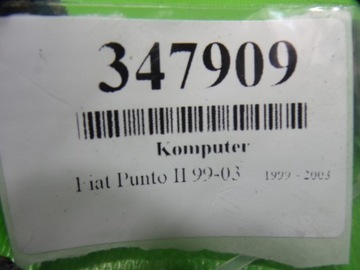 347909
Komputer
Fiat Punto II 99-03 1999 - 2003